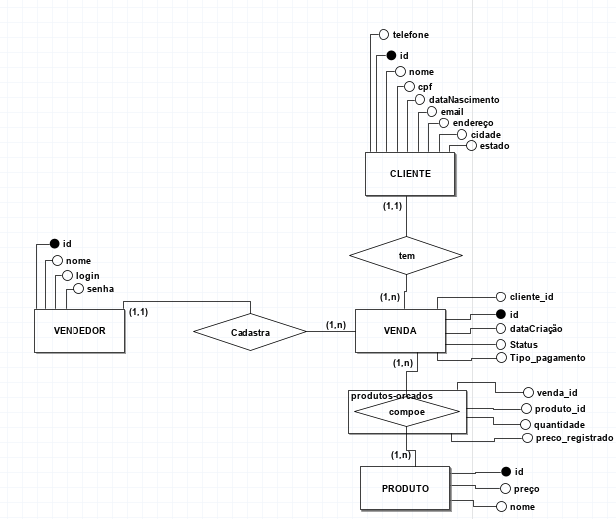 telefone
id
nome
cpf
dataNascimento
email
endereço
cidade
estado
CLIENTE
(1,1)
tem
id
nome
login
senha
VENDEDOR
(1,1)
Cadastra
(1,n)
(1,n)
VENDA
cliente_id
id
dataCriação
Status
Tipo_pagamento
(1,n)
produtos-orcados
compoe
venda_id
produto_id
quantidade
preco_registrado
(1,n)
PRODUTO
id
preço
nome